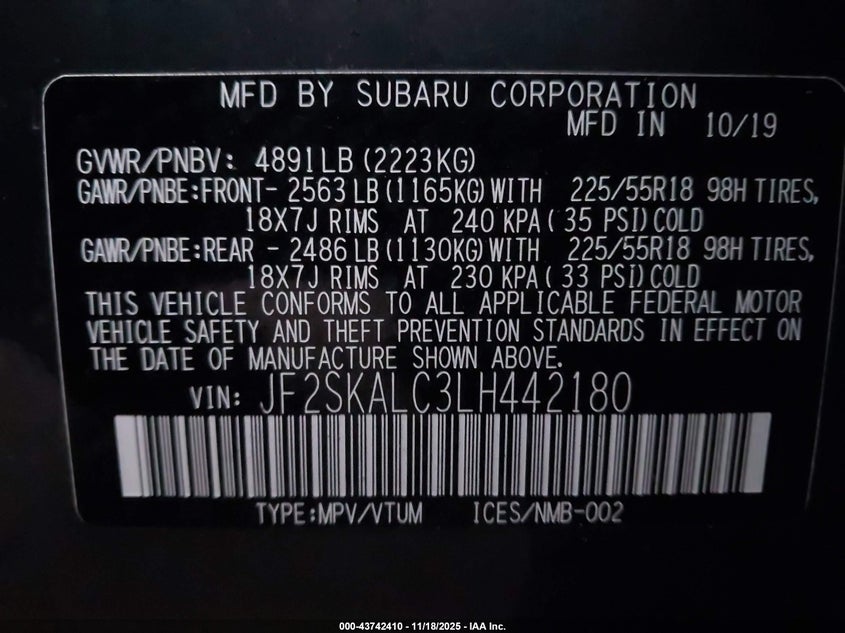 MFD BY SUBARU CORPORATION
MFD IN 10/19
GVWR/PNBV: 4891LB (2223KG)
GAWR/PNBE:FRONT- 2563 LB (1165KG) WITH 225/55R18 98H TIRES,
18X7J RIMS AT 240 KPA( 35 PSI) COLD
GAWR/PNBE:REAR - 2486 LB (1130KG) WITH 225/55R18 98H TIRES,
18X7J RIMS AT 230 KPA( 33 PSI) COLD
THIS VEHICLE CONFORMS TO ALL APPLICABLE FEDERAL MOTOR
VEHICLE SAFETY AND THEFT PREVENTION STANDARDS IN EFFECT ON
THE DATE OF MANUFACTURE SHOWN ABOVE.
VIN: JF2SKALC3LH442180
TYPE:MPV/VTUM ICES/NMB-002
000-43742410 - 11/18/2025 - IAA Inc.